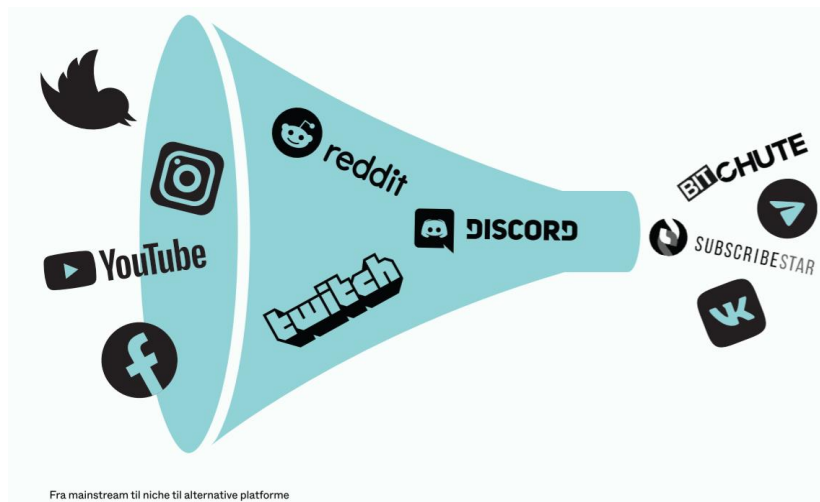 reddit
BITCHUTE
DISCORD
SUBSCRIBESTAR
YouTube
twitch
Fra mainstream til niche til alternative platforme